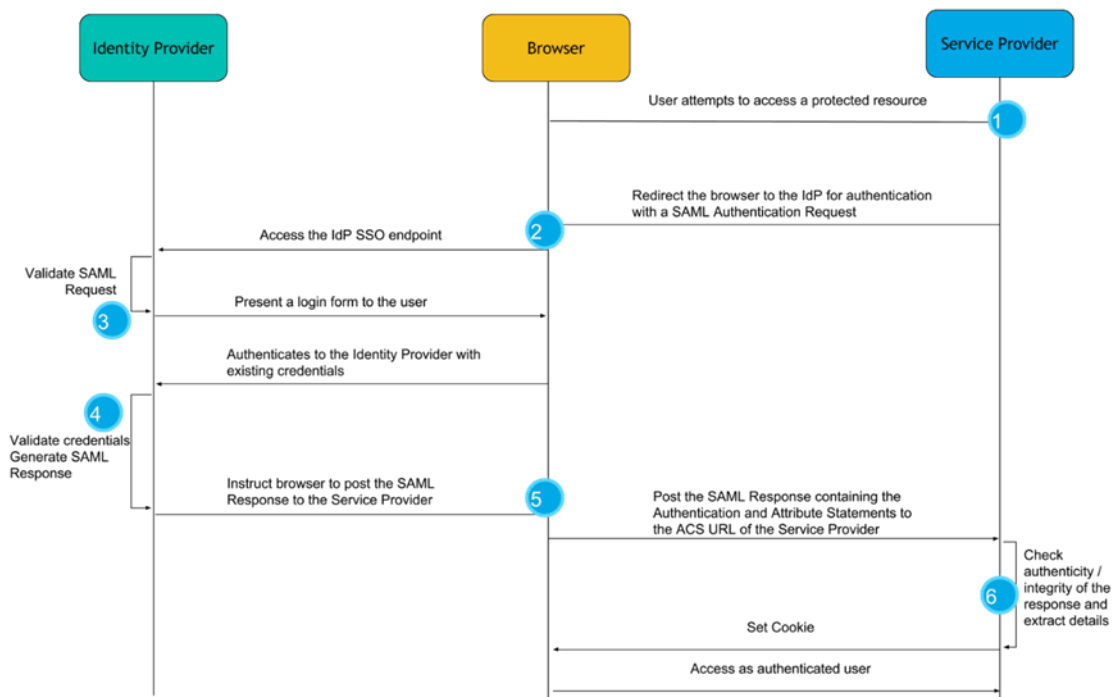 Identity Provider
Browser
Service Provider
User attempts to access a protected resource
1
Redirect the browser to the IdP for authentication
with a SAML Authentication Request
2
Access the IdP SSO endpoint
Validate SAML
Request
3
Present a login form to the user
Authenticates to the Identity Provider with
existing credentials
4
Validate credentials
Generate SAML
Response
Instruct browser to post the SAML
Response to the Service Provider
5
Post the SAML Response containing the
Authentication and Attribute Statements to
the ACS URL of the Service Provider
Check
authenticity /
integrity of the
response and
extract details
6
Set Cookie
Access as authenticated user